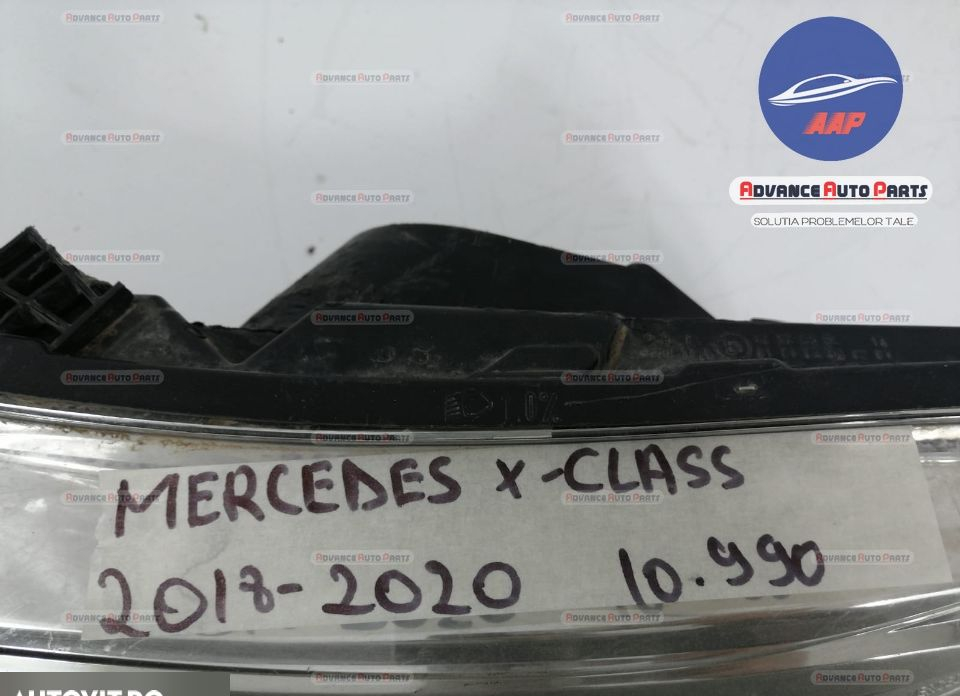 AAP
ADVANCE AUTO PARTS
SOLUTIA PROBLEMELOR TALE
1.0%
MERCEDES X-CLASS
2018-2020 10.990